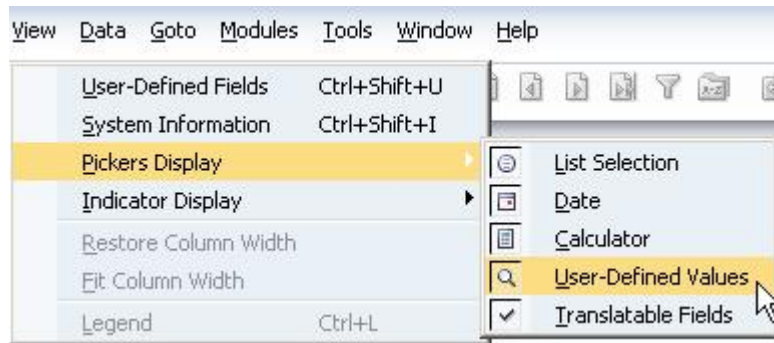 View Data Goto Modules Tools Window Help
User-Defined Fields Ctrl+Shift+U
System Information Ctrl+Shift+I
Pickers Display
Indicator Display
Restore Column Width
Fit Column Width
Legend Ctrl+L
List Selection
Date
Calculator
User-Defined Values
Translatable Fields